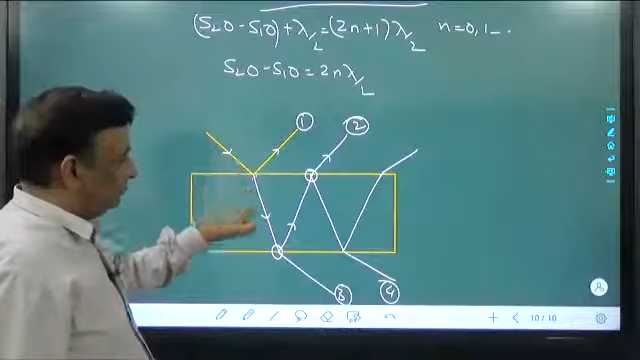 (S₂O - S₁O) + λ/2 = (2n+1) λ/2 n=0,1--.
S₂O - S₁O = 2n λ/2
1
2
3
4
10/10